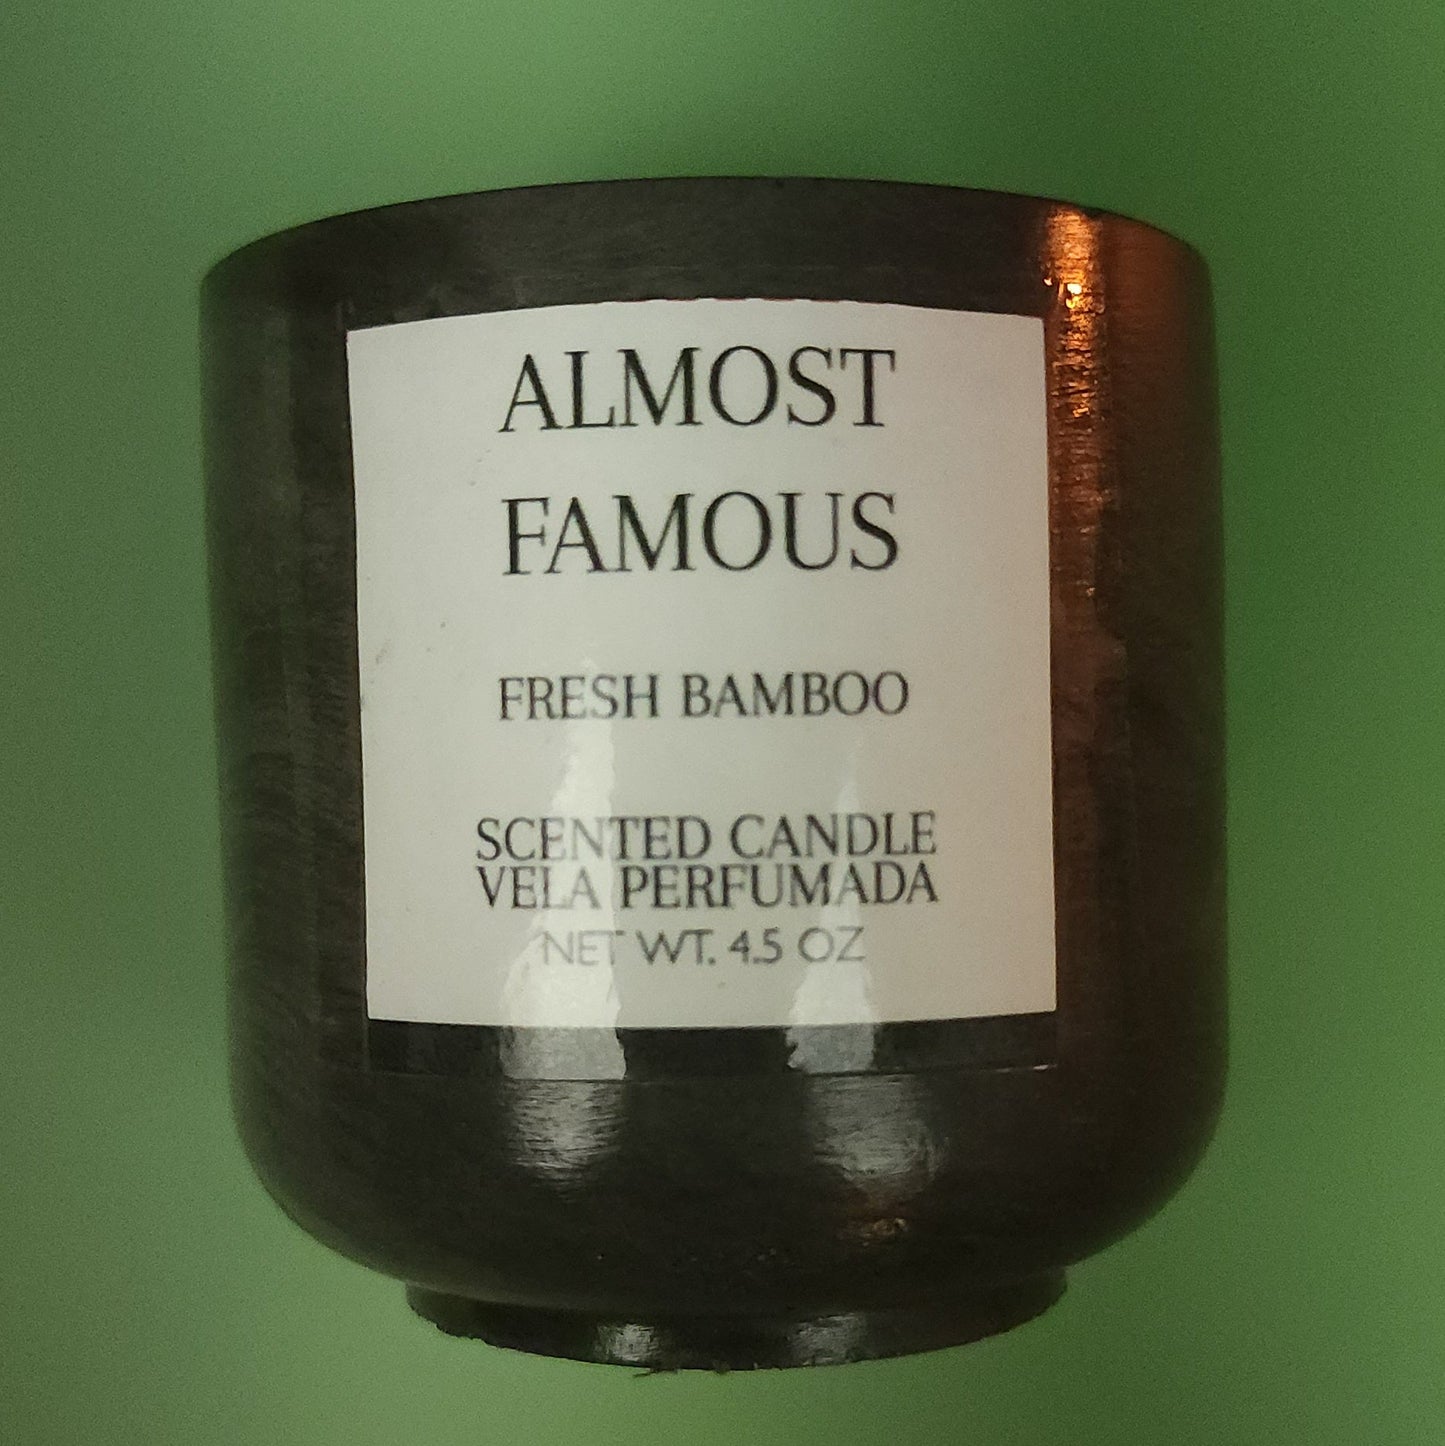 ALMOST
FAMOUS
FRESH BAMBOO
SCENTED CANDLE
VELA PERFUMADA
NET WT. 4.5 OZ